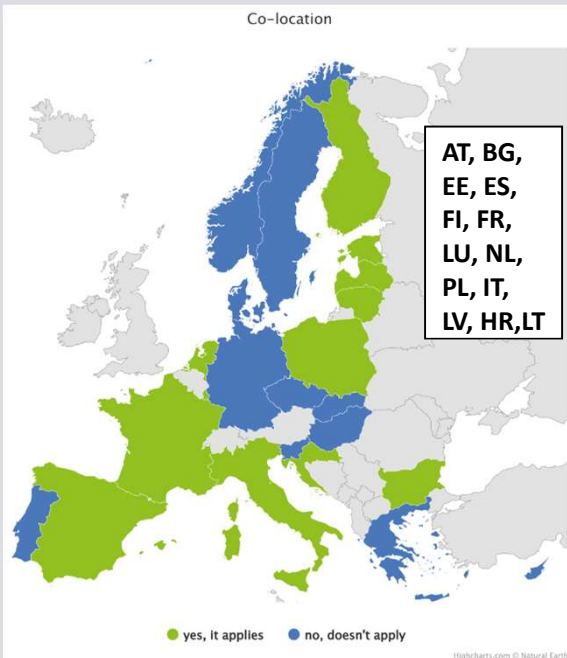 Co-location
AT, BG,
EE, ES,
FI, FR,
LU, NL,
PL, IT,
LV, HR,LT
yes, it applies
no, doesn't apply
Highcharts.com © Natural Earth